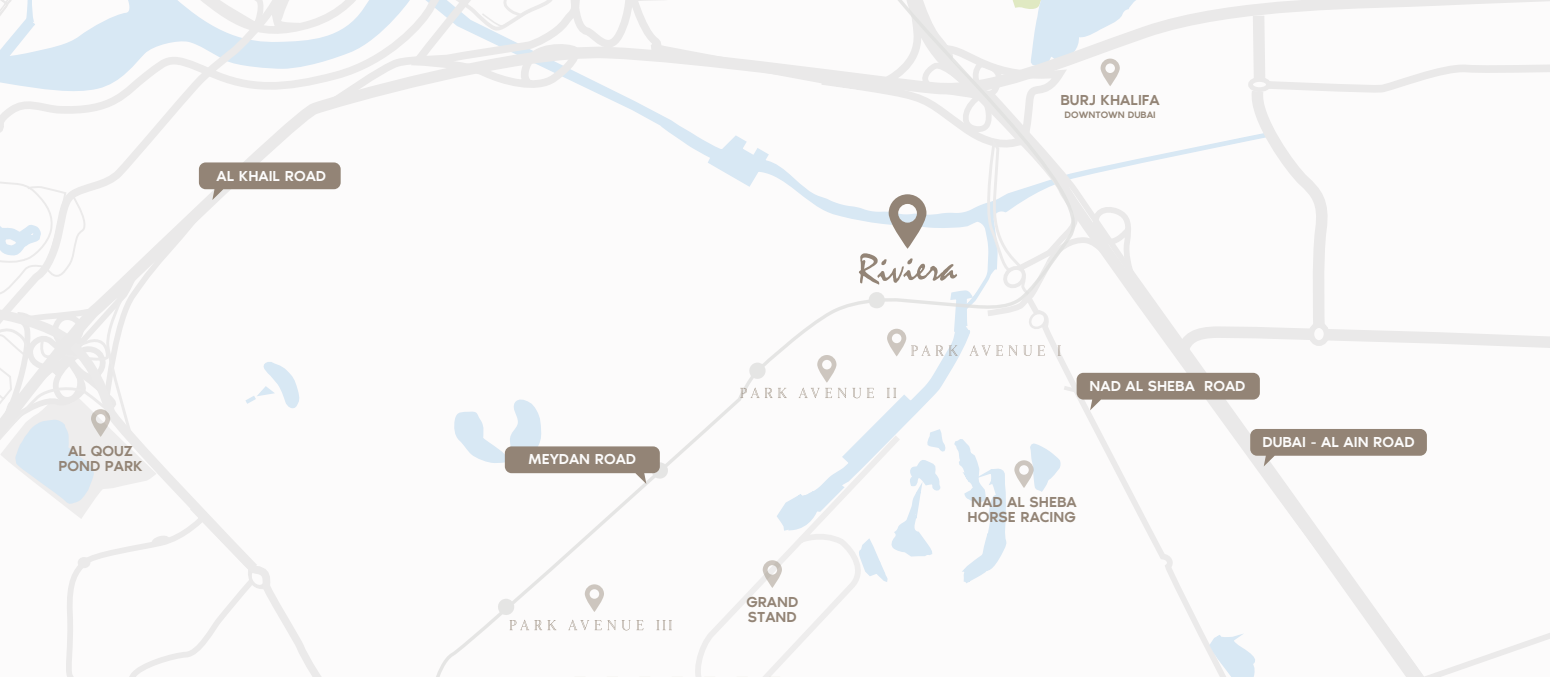 BURJ KHALIFA
DOWNTOWN DUBAI
AL KHAIL ROAD
Riviera
PARK AVENUE I
PARK AVENUE II
NAD AL SHEBA ROAD
DUBAI - AL AIN ROAD
AL QOUZ
POND PARK
MEYDAN ROAD
NAD AL SHEBA
HORSE RACING
GRAND
STAND
PARK AVENUE III